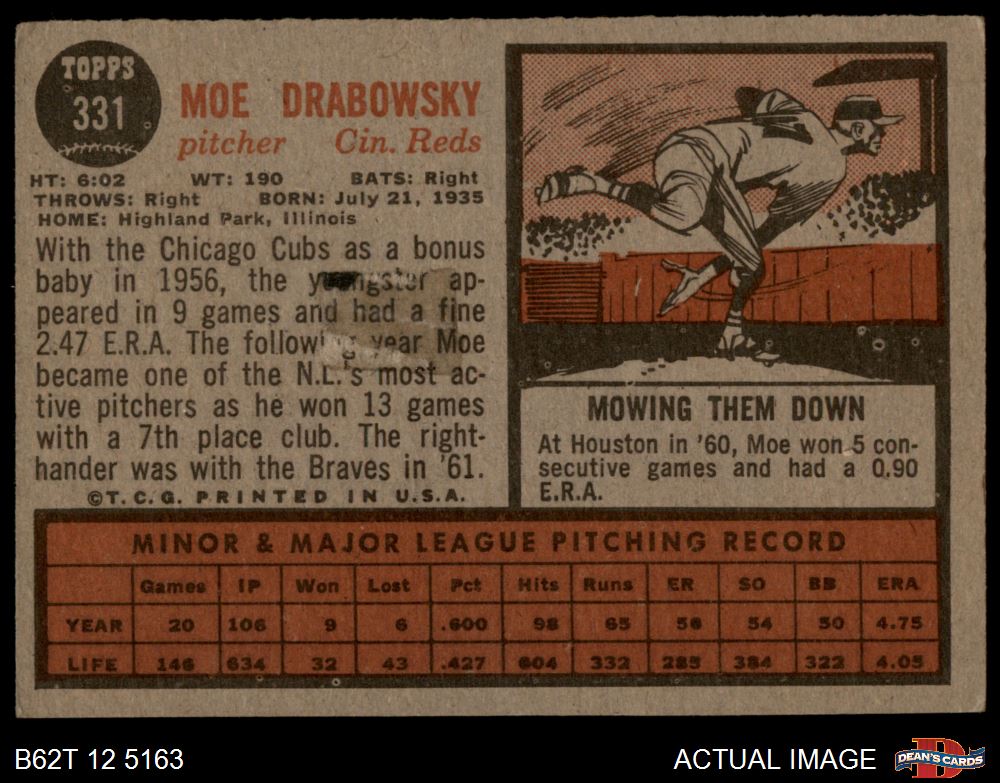 TOPPS
331
MOE DRABOWSKY
pitcher Cin. Reds
HT: 6:02 WT: 190 BATS: Right
THROWS: Right BORN: July 21, 1935
HOME: Highland Park, Illinois
With the Chicago Cubs as a bonus
baby in 1956, the youngster ap-
peared in 9 games and had a fine
2.47 E.R.A. The following year Moe
became one of the N.L.'s most ac-
tive pitchers as he won 13 games
with a 7th place club. The right-
hander was with the Braves in '61.
©T.C.G. PRINTED IN U.S.A.
MOWING THEM DOWN
At Houston in '60, Moe won 5 con-
secutive games and had a 0.90
E.R.A.
MINOR & MAJOR LEAGUE PITCHING RECORD
Games IP Won Lost Pct Hits Runs ER SO BB ERA
YEAR 20 106 9 6 .600 98 65 56 54 50 4.75
LIFE 146 634 32 43 .427 604 332 285 384 322 4.05
B62T 12 5163 ACTUAL IMAGE DEAN'S CARDS